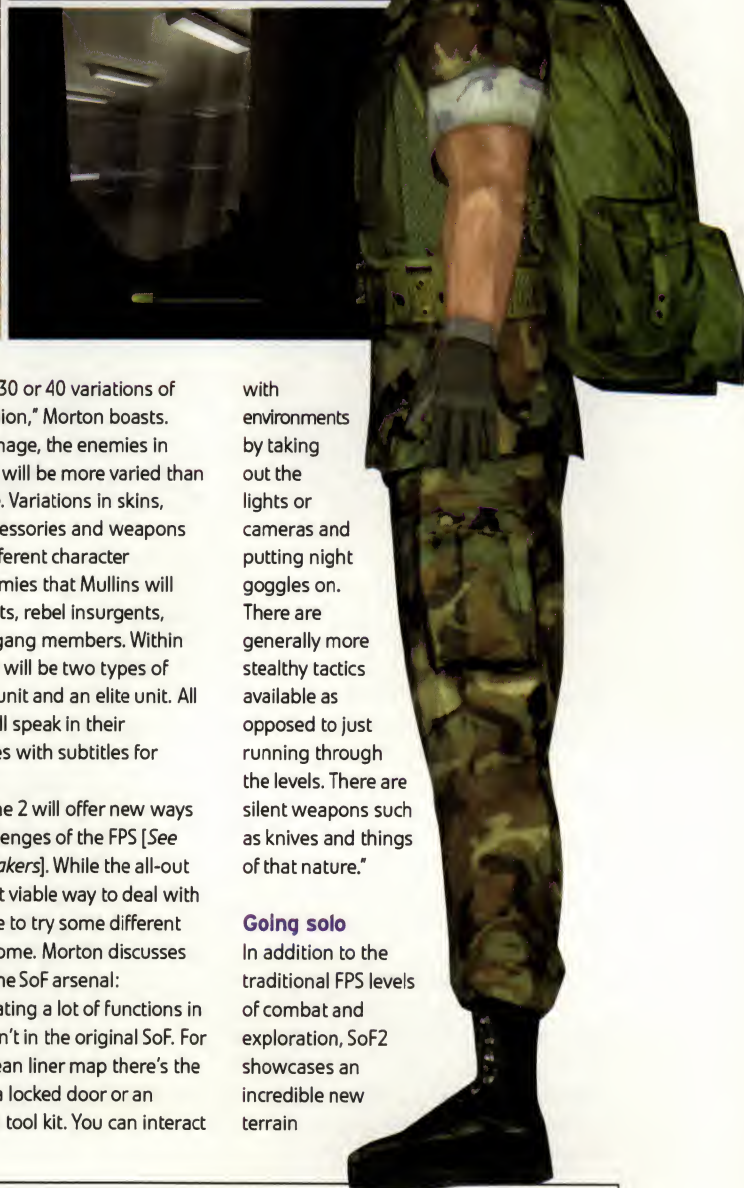 30 or 40 variations of
ion," Morton boasts.
nage, the enemies in
will be more varied than
. Variations in skins,
essories and weapons
ferent character
mies that Mullins will
ts, rebel insurgents,
gang members. Within
will be two types of
unit and an elite unit. All
ll speak in their
es with subtitles for
ne 2 will offer new ways
enges of the FPS [See
akers]. While the all-out
t viable way to deal with
e to try some different
ome. Morton discusses
he SoF arsenal:
ating a lot of functions in
n't in the original SoF. For
ean liner map there's the
a locked door or an
tool kit. You can interact
with
environments
by taking
out the
lights or
cameras and
putting night
goggles on.
There are
generally more
stealthy tactics
available as
opposed to just
running through
the levels. There are
silent weapons such
as knives and things
of that nature."
Going solo
In addition to the
traditional FPS levels
of combat and
exploration, SoF2
showcases an
incredible new
terrain